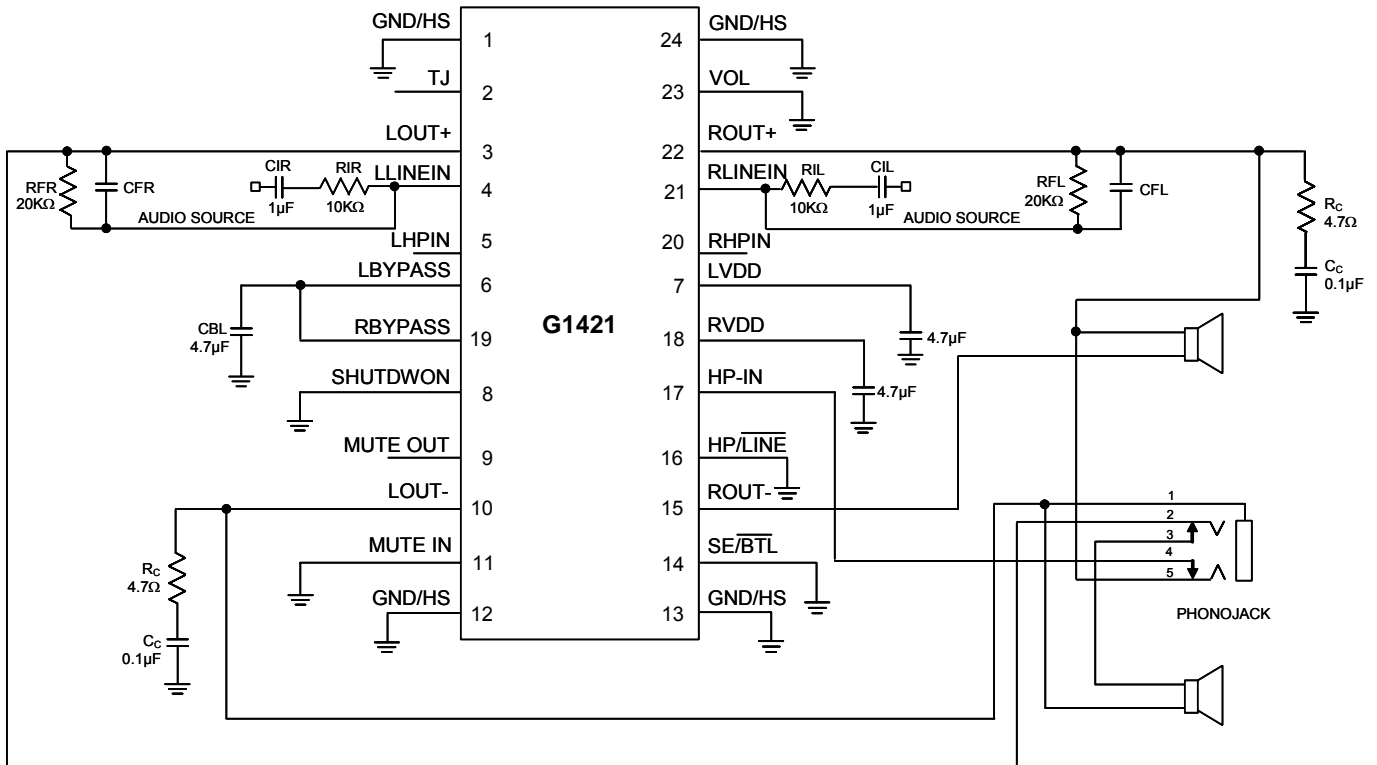 GND/HS
1
TJ
2
LOUT+
3
CIR
RIR
LLINEIN
4
RFR
20KΩ
CFR
1µF
10KΩ
AUDIO SOURCE
LHPIN
5
LBYPASS
6
CBL
4.7µF
RBYPASS
19
SHUTDWON
8
MUTE OUT
9
LOUT-
10
RC
4.7Ω
MUTE IN
11
GND/HS
12
CC
0.1µF
G1421
24
GND/HS
23
VOL
22
ROUT+
21
RLINEIN
RIL
CIL
10KΩ
1µF
AUDIO SOURCE
RFL
20KΩ
CFL
RC
4.7Ω
CC
0.1µF
20
RHPIN
7
LVDD
4.7µF
18
RVDD
4.7µF
17
HP-IN
16
HP/LINE
15
ROUT-
14
SE/BTL
13
GND/HS
1
2
3
4
5
PHONOJACK